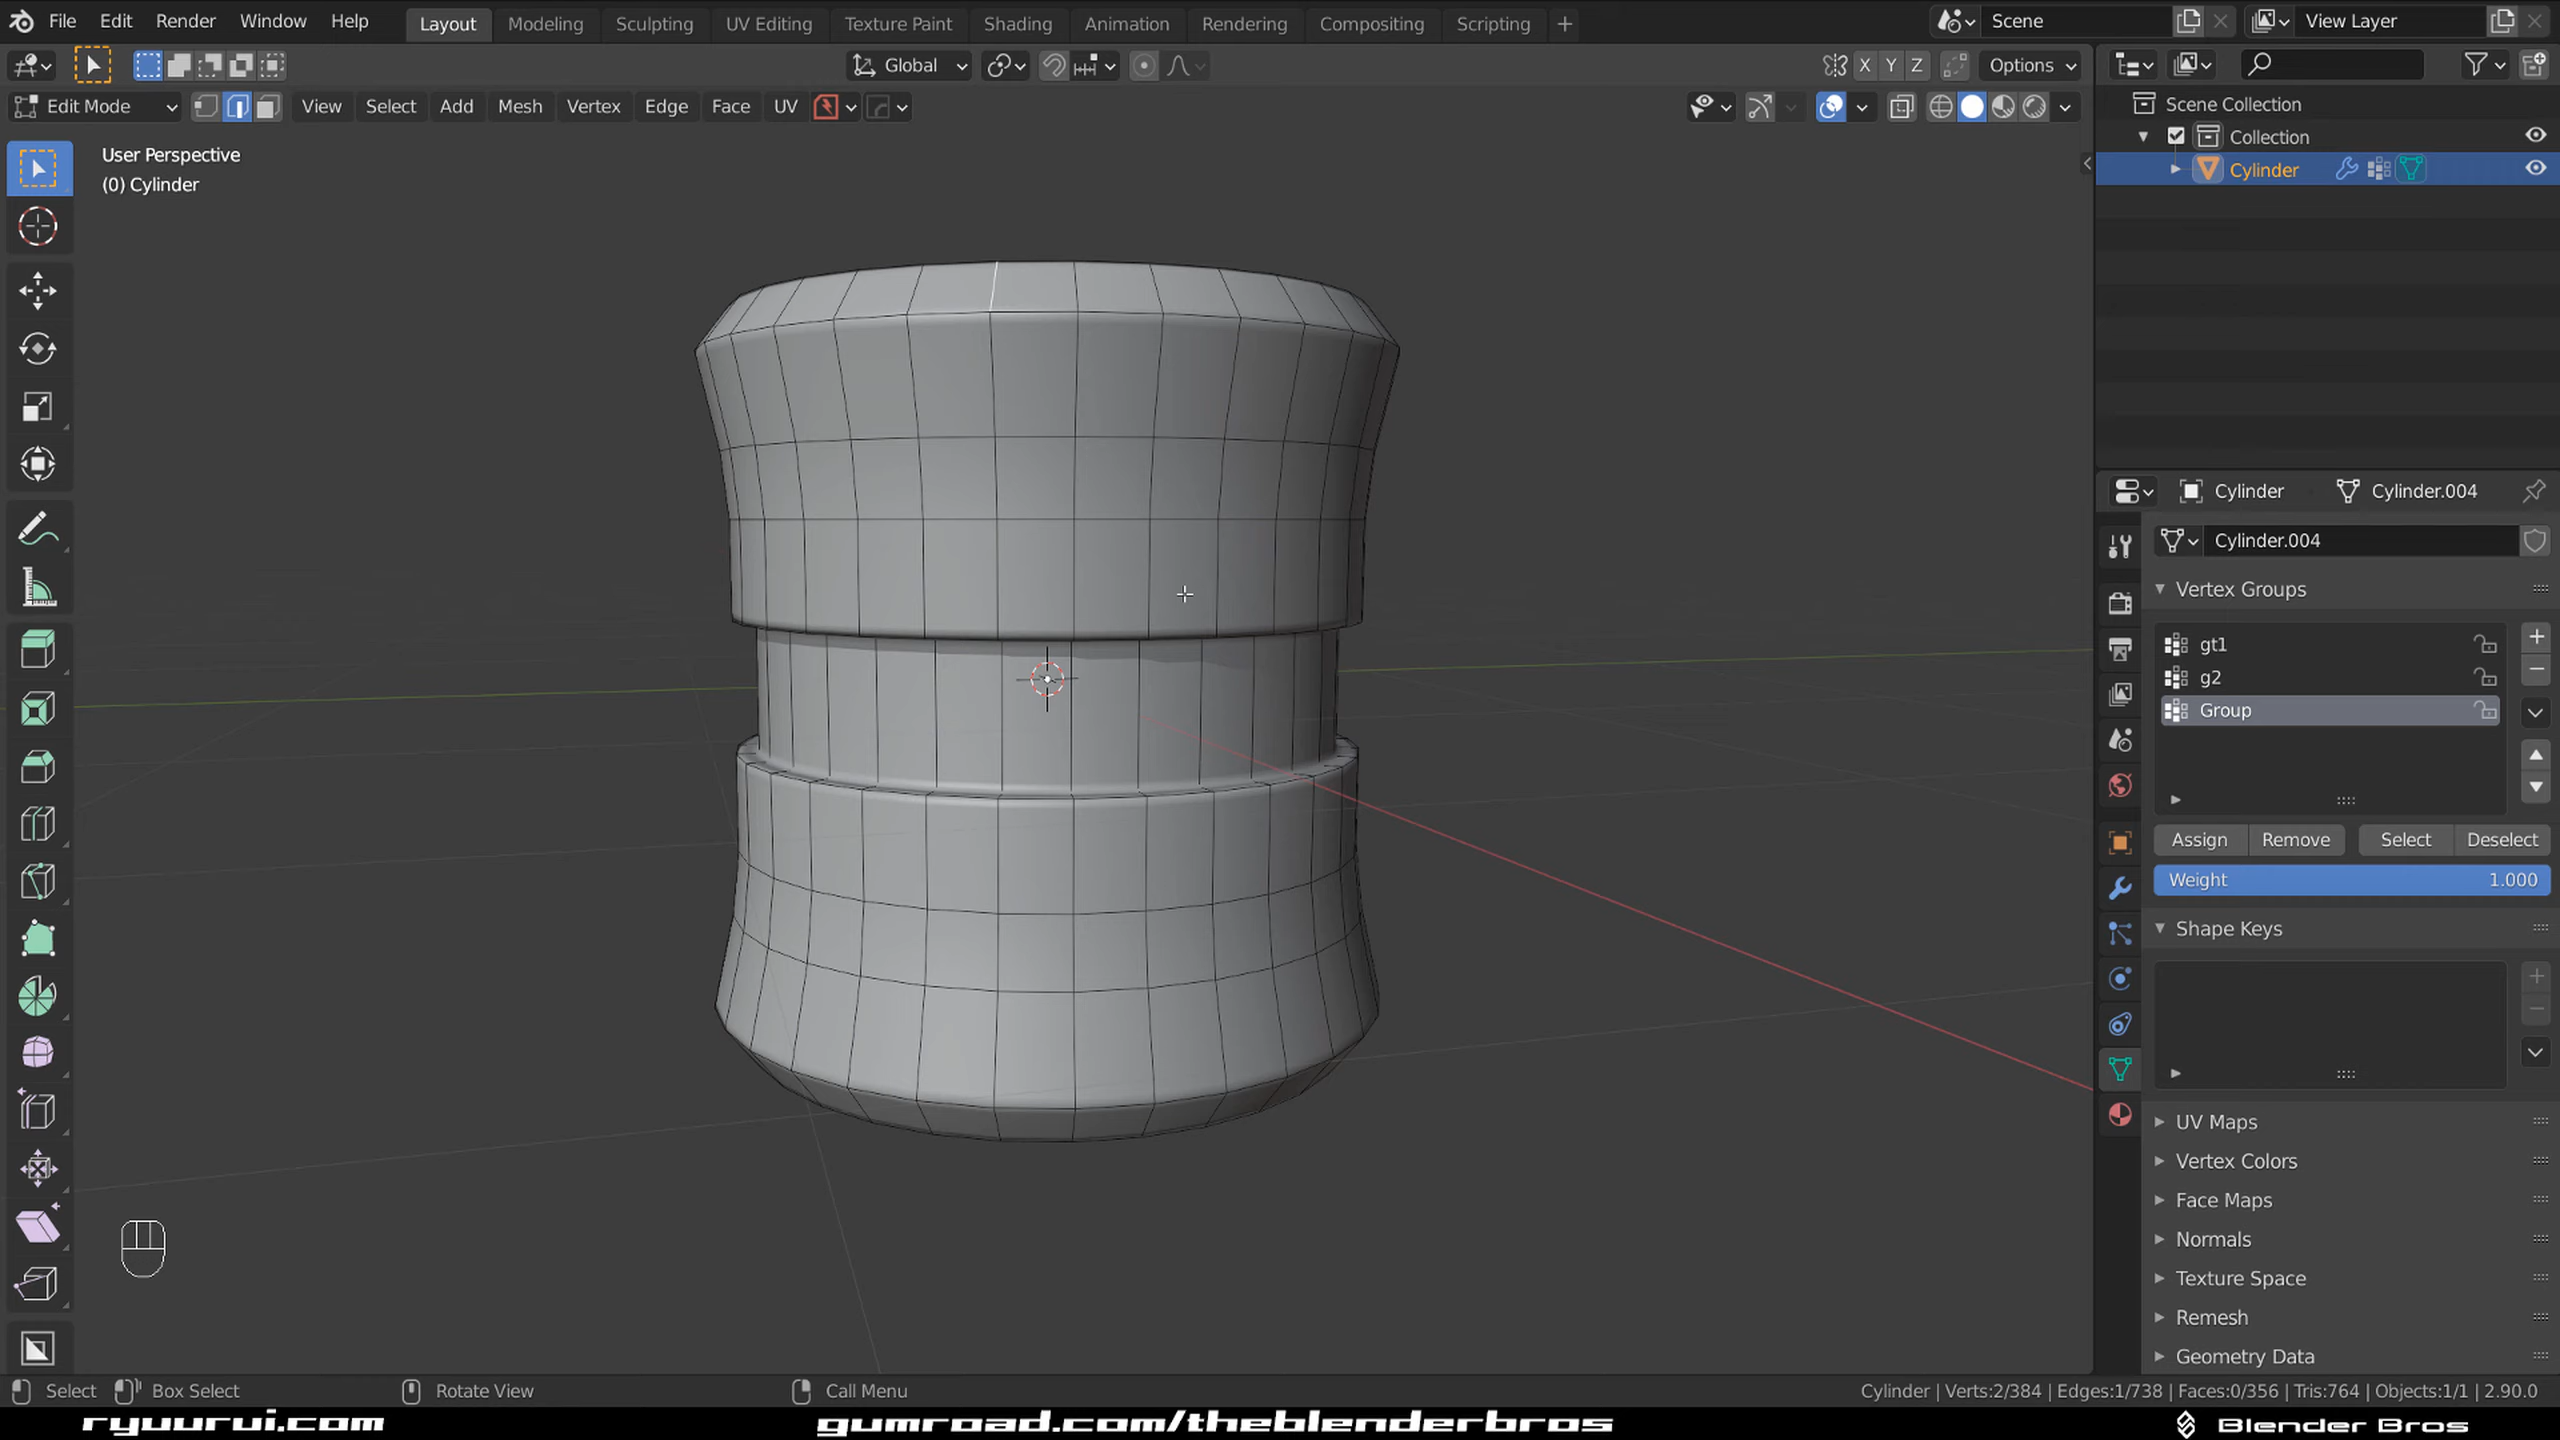 File Edit Render Window Help Layout Modeling Sculpting UV Editing Texture Paint Shading Animation Rendering Compositing Scripting Scene View Layer
Global X Y Z Options
Edit Mode View Select Add Mesh Vertex Edge Face UV
Scene Collection
Collection
Cylinder
User Perspective
(0) Cylinder
Cylinder Cylinder.004
Cylinder.004
Vertex Groups
gt1
g2
Group
Assign Remove Select Deselect
Weight 1.000
Shape Keys
UV Maps
Vertex Colors
Face Maps
Normals
Texture Space
Remesh
Geometry Data
Select Box Select Rotate View Call Menu Cylinder | Verts:2/384 | Edges:1/738 | Faces:0/356 | Tris:764 | Objects:1/1 | 2.90.0
ryuurui.com gumroad.com/theblenderbros Blender Bros